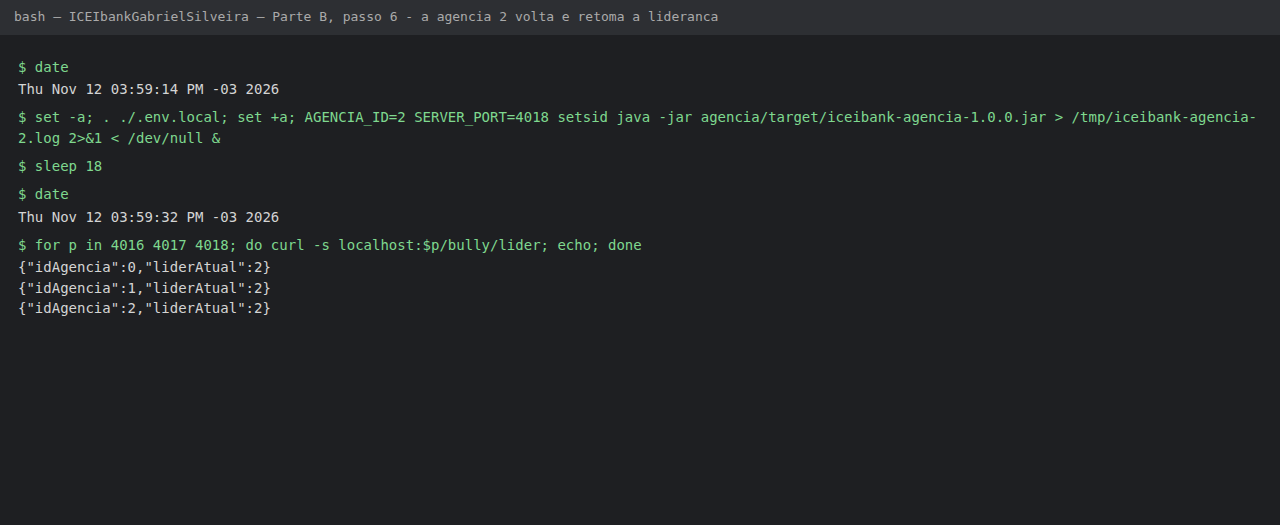 bash — ICEIbankGabrielSilveira — Parte B, passo 6 - a agencia 2 volta e retoma a lideranca
$ date
Thu Nov 12 03:59:14 PM -03 2026
$ set -a; . ./.env.local; set +a; AGENCIA_ID=2 SERVER_PORT=4018 setsid java -jar agencia/target/iceibank-agencia-1.0.0.jar > /tmp/iceibank-agencia-
2.log 2>&1 < /dev/null &
$ sleep 18
$ date
Thu Nov 12 03:59:32 PM -03 2026
$ for p in 4016 4017 4018; do curl -s localhost:$p/bully/lider; echo; done
{"idAgencia":0,"liderAtual":2}
{"idAgencia":1,"liderAtual":2}
{"idAgencia":2,"liderAtual":2}